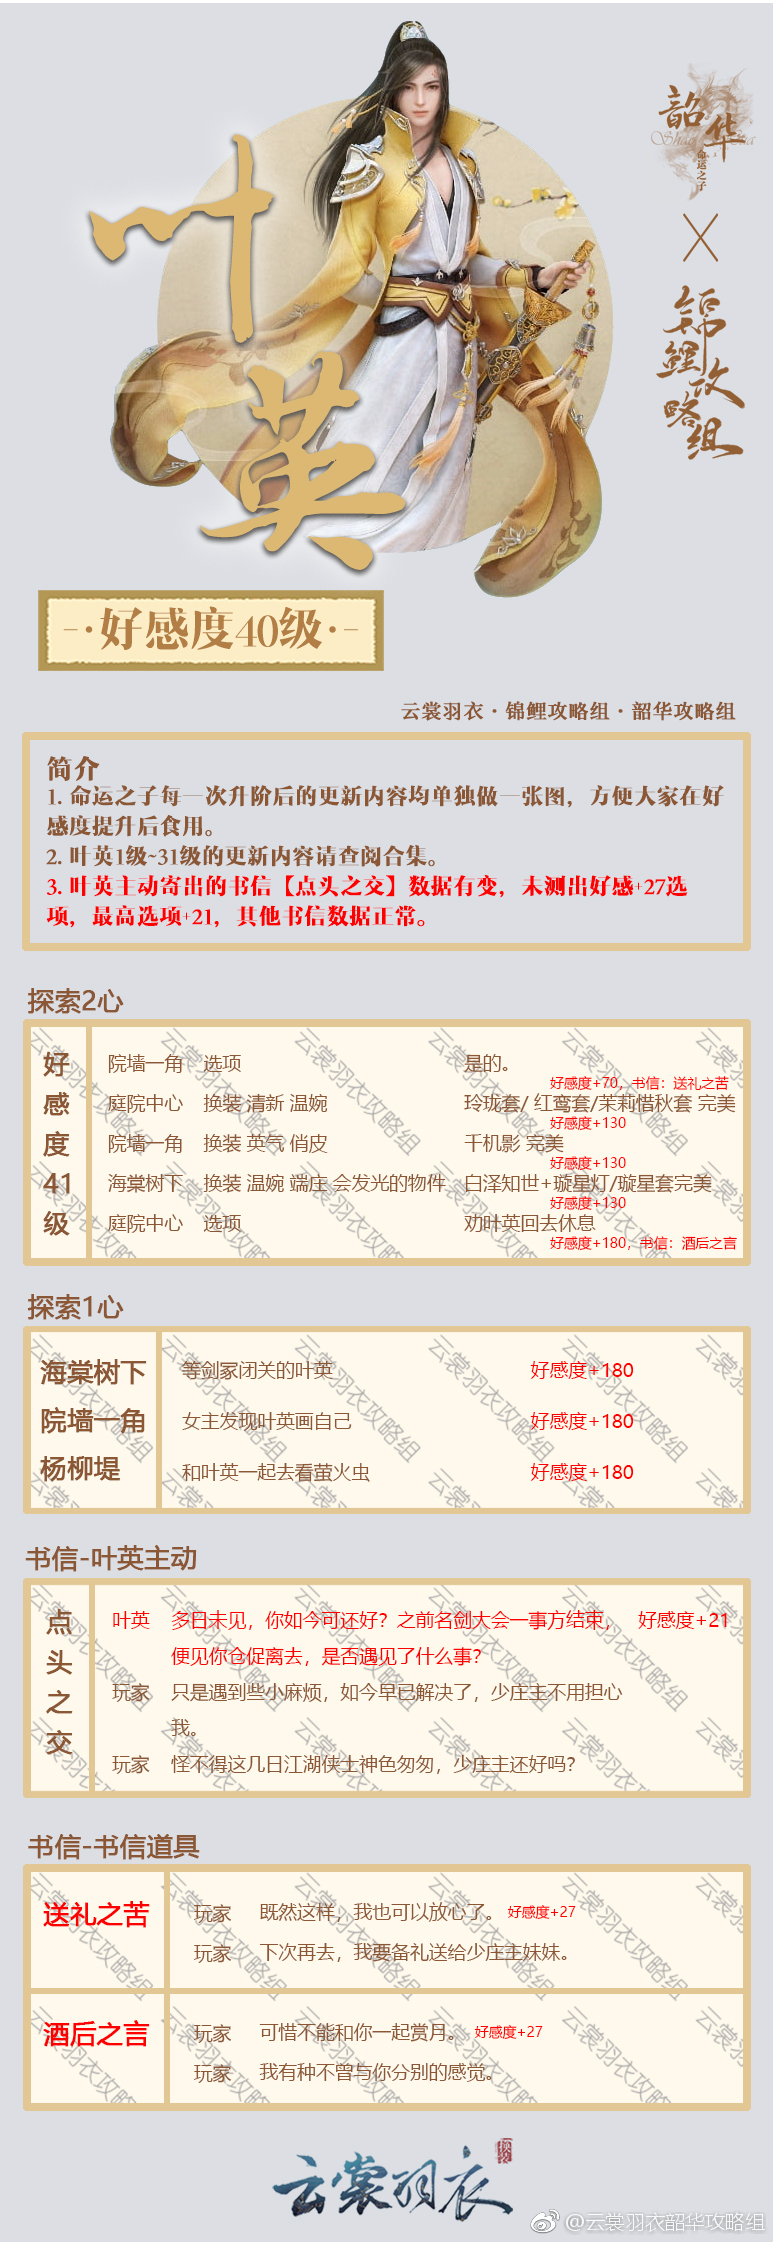 叶英
韶华
命运之子
X
锦鲤攻略组
-·好感度40级·-
云裳羽衣·锦鲤攻略组·韶华攻略组
简介
1. 命运之子每一次升阶后的更新内容均单独做一张图，方便大家在好
感度提升后食用。
2. 叶英1级~31级的更新内容请查阅合集。
3. 叶英主动寄出的书信【点头之交】数据有变，未测出好感+27选
项，最高选项+21，其他书信数据正常。
探索2心
好感度41级
院墙一角 选项 是的。
好感度+70，书信：送礼之苦
庭院中心 换装 清新 温婉 玲珑套/ 红鸾套/茉莉惜秋套 完美
好感度+130
院墙一角 换装 英气 俏皮 千机影 完美
好感度+130
海棠树下 换装 温婉 端庄 会发光的物件 白泽知世+璇星灯/璇星套完美
好感度+130
庭院中心 选项 劝叶英回去休息
好感度+180，书信：酒后之言
探索1心
海棠树下 等剑冢闭关的叶英 好感度+180
院墙一角 女主发现叶英画自己 好感度+180
杨柳堤 和叶英一起去看萤火虫 好感度+180
书信-叶英主动
点头之交
叶英 多日未见，你如今可还好？之前名剑大会一事方结束， 好感度+21
便见你仓促离去，是否遇见了什么事？
玩家 只是遇到些小麻烦，如今早已解决了，少庄主不用担心
我。
玩家 怪不得这几日江湖侠士神色匆匆，少庄主还好吗？
书信-书信道具
送礼之苦
玩家 既然这样，我也可以放心了。 好感度+27
玩家 下次再去，我要备礼送给少庄主妹妹。
酒后之言
玩家 可惜不能和你一起赏月。 好感度+27
玩家 我有种不曾与你分别的感觉。
云裳羽衣
@云裳羽衣韶华攻略组
云裳羽衣攻略组